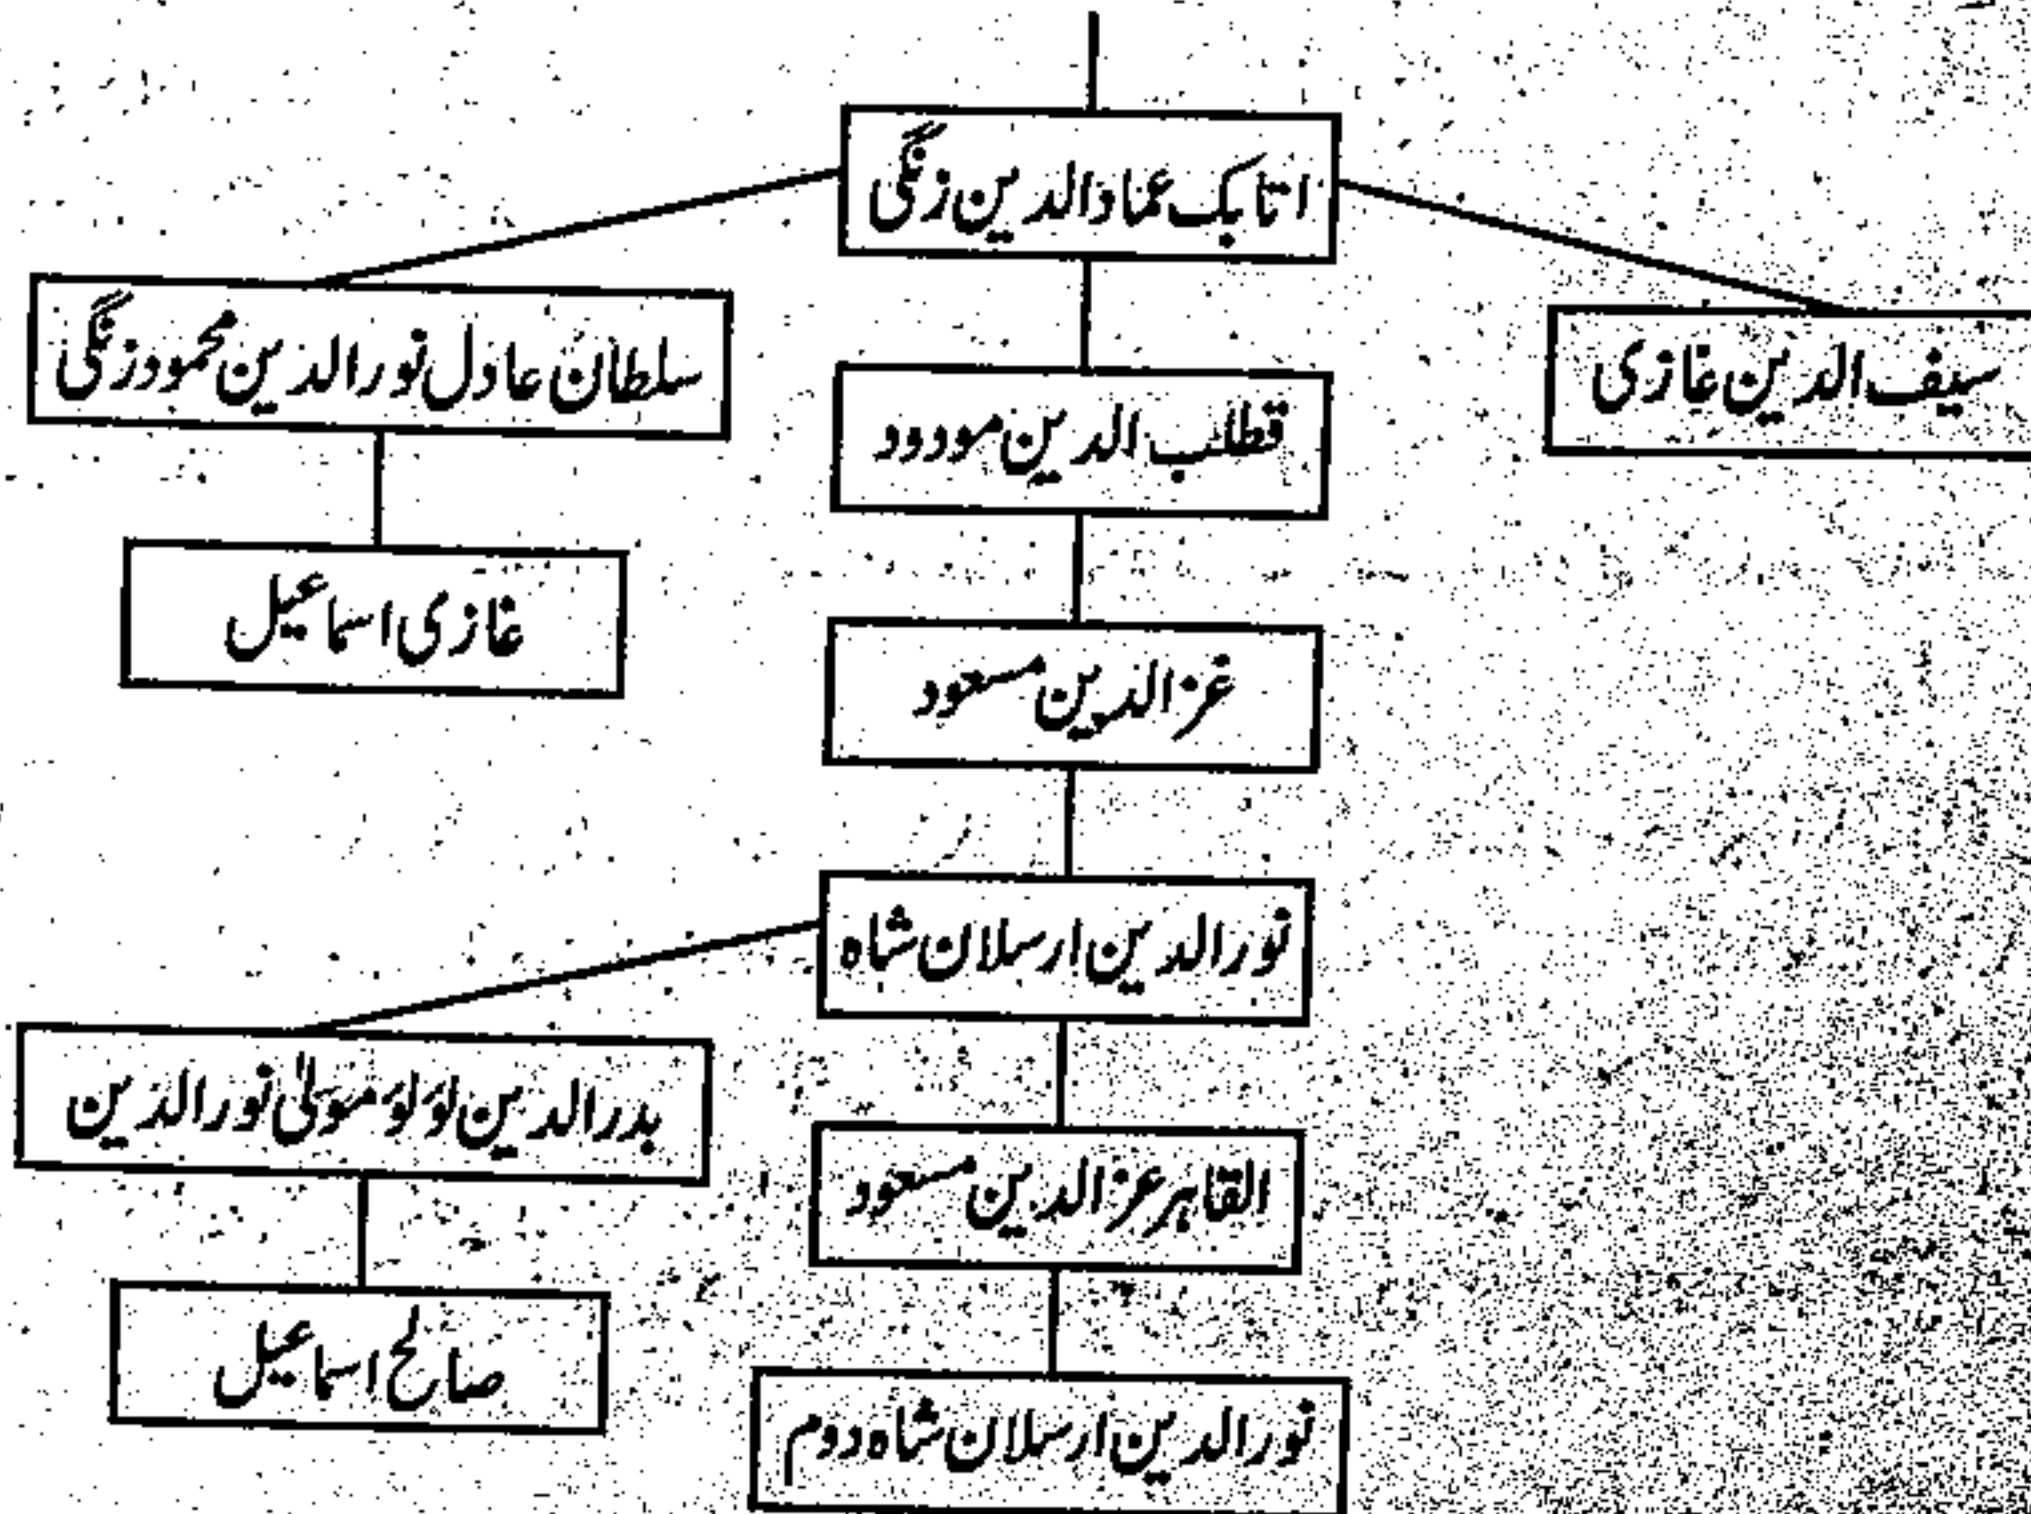 اتابک عماد الدین زنگی
سیف الدین غازی
سلطان عادل نور الدین محمود زنگی
قطب الدین مودود
غازی اسماعیل
عز الدین مسعود
نور الدین ارسلان شاہ
بدر الدین لؤلؤ مولیٰ نور الدین
القاہر عز الدین مسعود
صالح اسماعیل
نور الدین ارسلان شاہ دوم